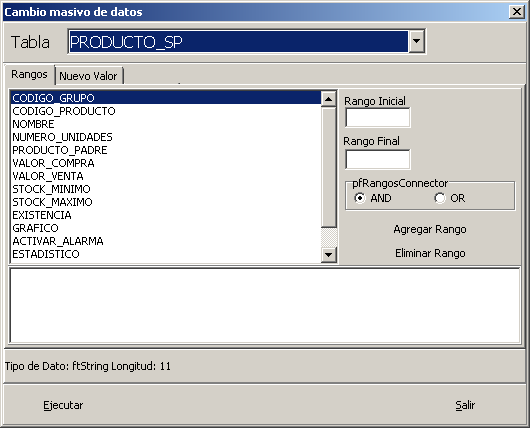 Cambio masivo de datos
Tabla
PRODUCTO_SP
Rangos
Nuevo Valor
CODIGO_GRUPO
CODIGO_PRODUCTO
NOMBRE
NUMERO_UNIDADES
PRODUCTO_PADRE
VALOR_COMPRA
VALOR_VENTA
STOCK_MINIMO
STOCK_MAXIMO
EXISTENCIA
GRAFICO
ACTIVAR_ALARMA
ESTADISTICO
Rango Inicial
Rango Final
pfRangosConnector
AND
OR
Agregar Rango
Eliminar Rango
Tipo de Dato: ftString Longitud: 11
Ejecutar
Salir